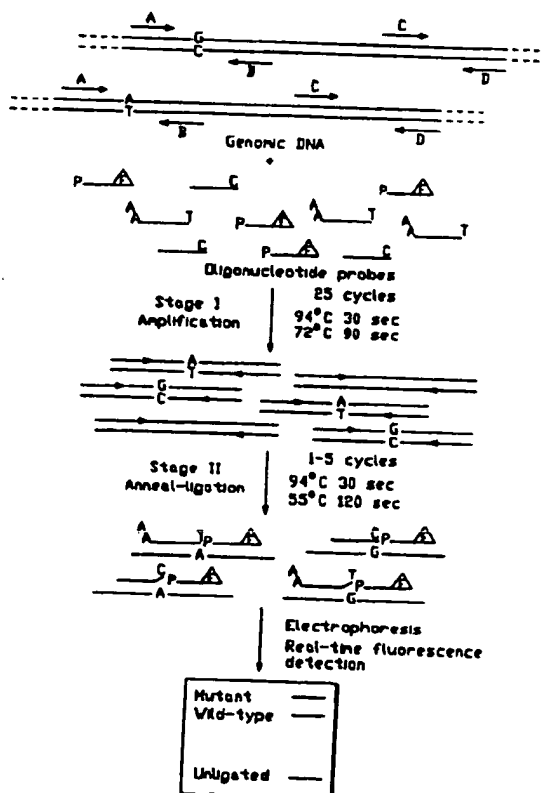 A
G
C
C
B
D
A
C
A
T
B
D
Genomic DNA
+
P F
C
P F
A
A T
P F
A
A T
A
A T
C
P F
C
Oligonucleotide probes
Stage I
Amplification
25 cycles
94°C 30 sec
72°C 90 sec
A
T
G
C
A
T
G
C
Stage II
Anneal-ligation
1-5 cycles
94°C 30 sec
55°C 120 sec
A
A T P F
A
C P F
G
C P F
A
A
A T P F
G
Electrophoresis
Real-time fluorescence
detection
Mutant
Wild-type
Unligated